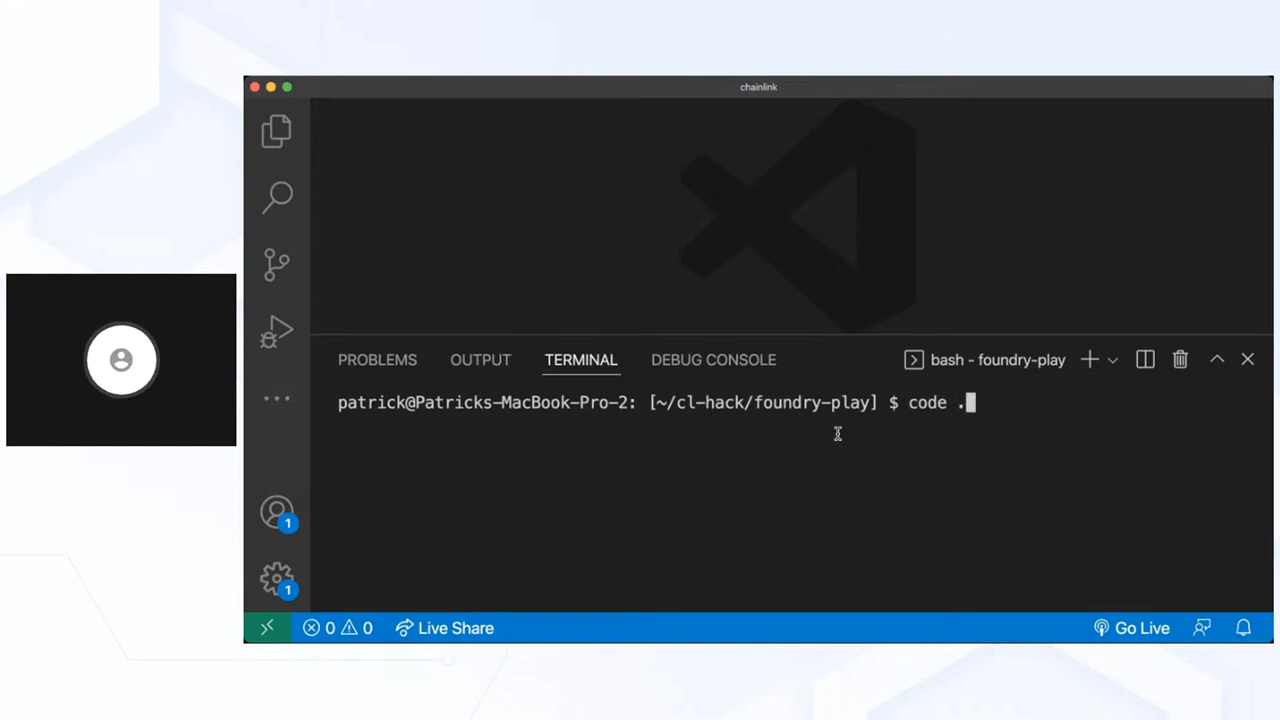 chainlink
PROBLEMS OUTPUT TERMINAL DEBUG CONSOLE bash - foundry-play
patrick@Patricks-MacBook-Pro-2: [~/cl-hack/foundry-play] $ code .
1
1
0 0 Live Share Go Live